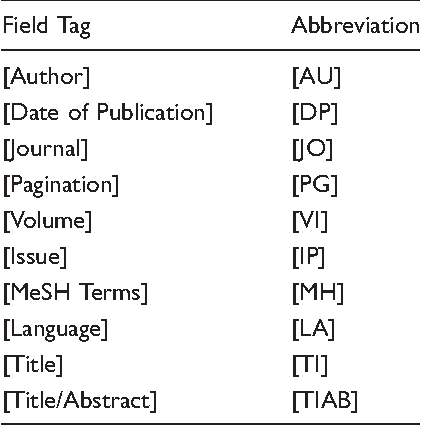 Field Tag Abbreviation
[Author] [AU]
[Date of Publication] [DP]
[Journal] [JO]
[Pagination] [PG]
[Volume] [VI]
[Issue] [IP]
[MeSH Terms] [MH]
[Language] [LA]
[Title] [TI]
[Title/Abstract] [TIAB]